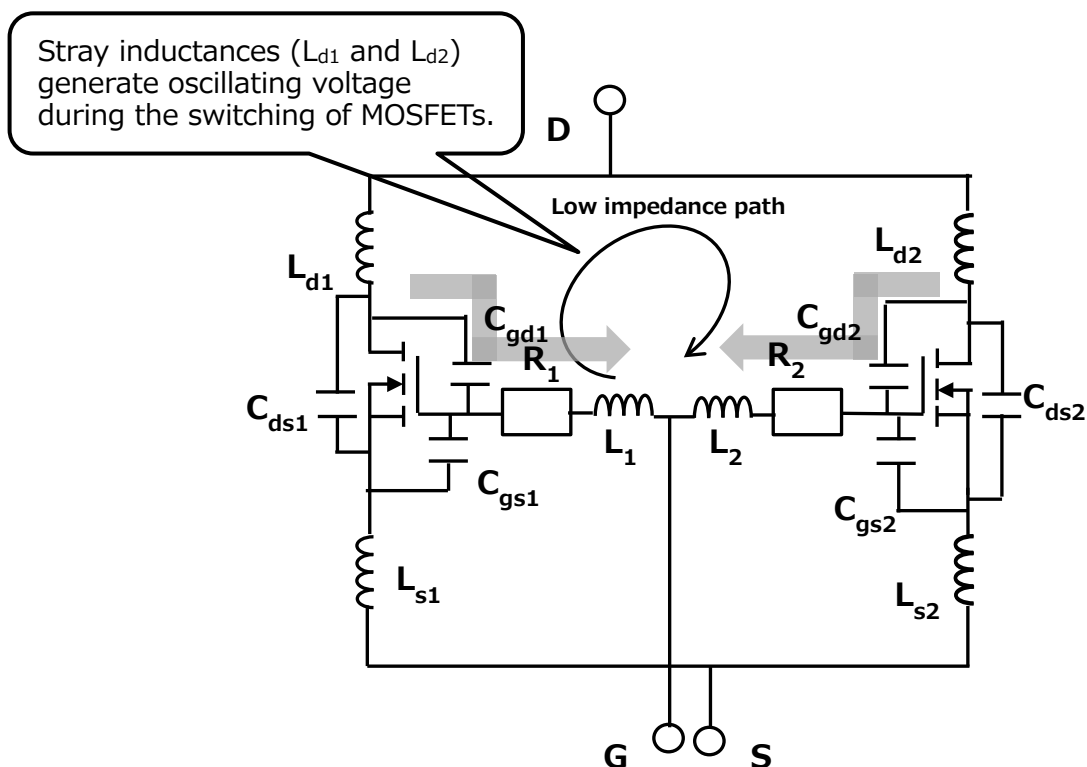 Stray inductances (Ld1 and Ld2)
generate oscillating voltage
during the switching of MOSFETs.
D
Low impedance path
Ld1
Ld2
Cgd1
Cgd2
R1
R2
Cds1
Cds2
L1
L2
Cgs1
Cgs2
Ls1
Ls2
G
S